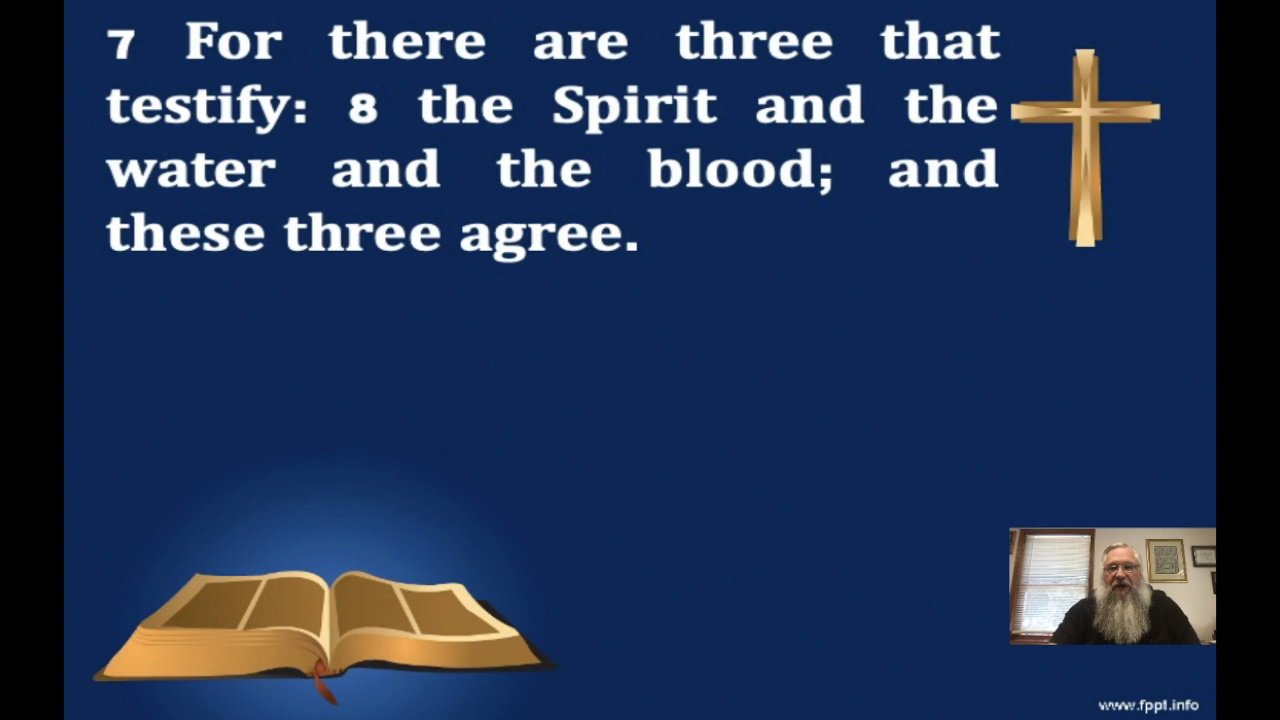 7 For there are three that
testify: 8 the Spirit and the
water and the blood; and
these three agree.
www.fppt.info